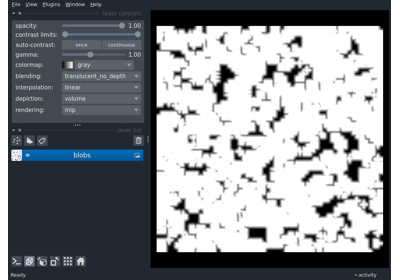 File View Plugins Window Help
layer controls
opacity: 1.00
contrast limits:
auto-contrast: once continuous
gamma: 1.00
colormap: gray
blending: translucent_no_depth
interpolation: linear
depiction: volume
rendering: mip
layer list
blobs
Ready
activity